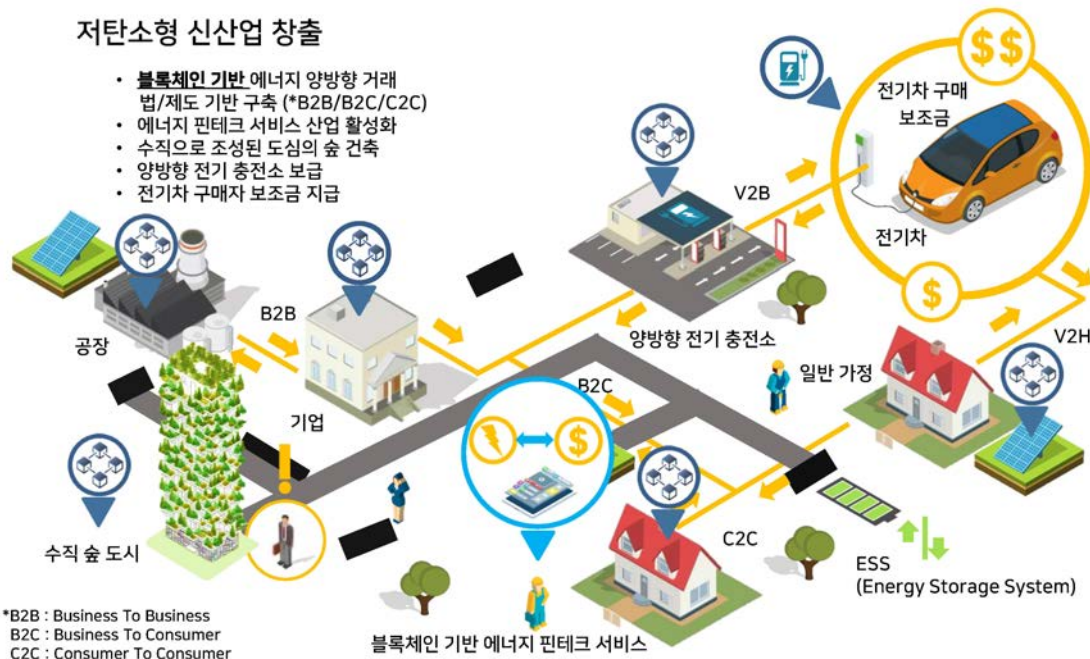 저탄소형 신산업 창출
• 블록체인 기반 에너지 양방향 거래
법/제도 기반 구축 (*B2B/B2C/C2C)
• 에너지 핀테크 서비스 산업 활성화
• 수직으로 조성된 도심의 숲 건축
• 양방향 전기 충전소 보급
• 전기차 구매자 보조금 지급
$$
전기차 구매
보조금
V2B
전기차
$
공장
B2B
기업
양방향 전기 충전소
V2H
일반 가정
B2C
$
수직 숲 도시
C2C
ESS
(Energy Storage System)
블록체인 기반 에너지 핀테크 서비스
*B2B : Business To Business
B2C : Business To Consumer
C2C : Consumer To Consumer